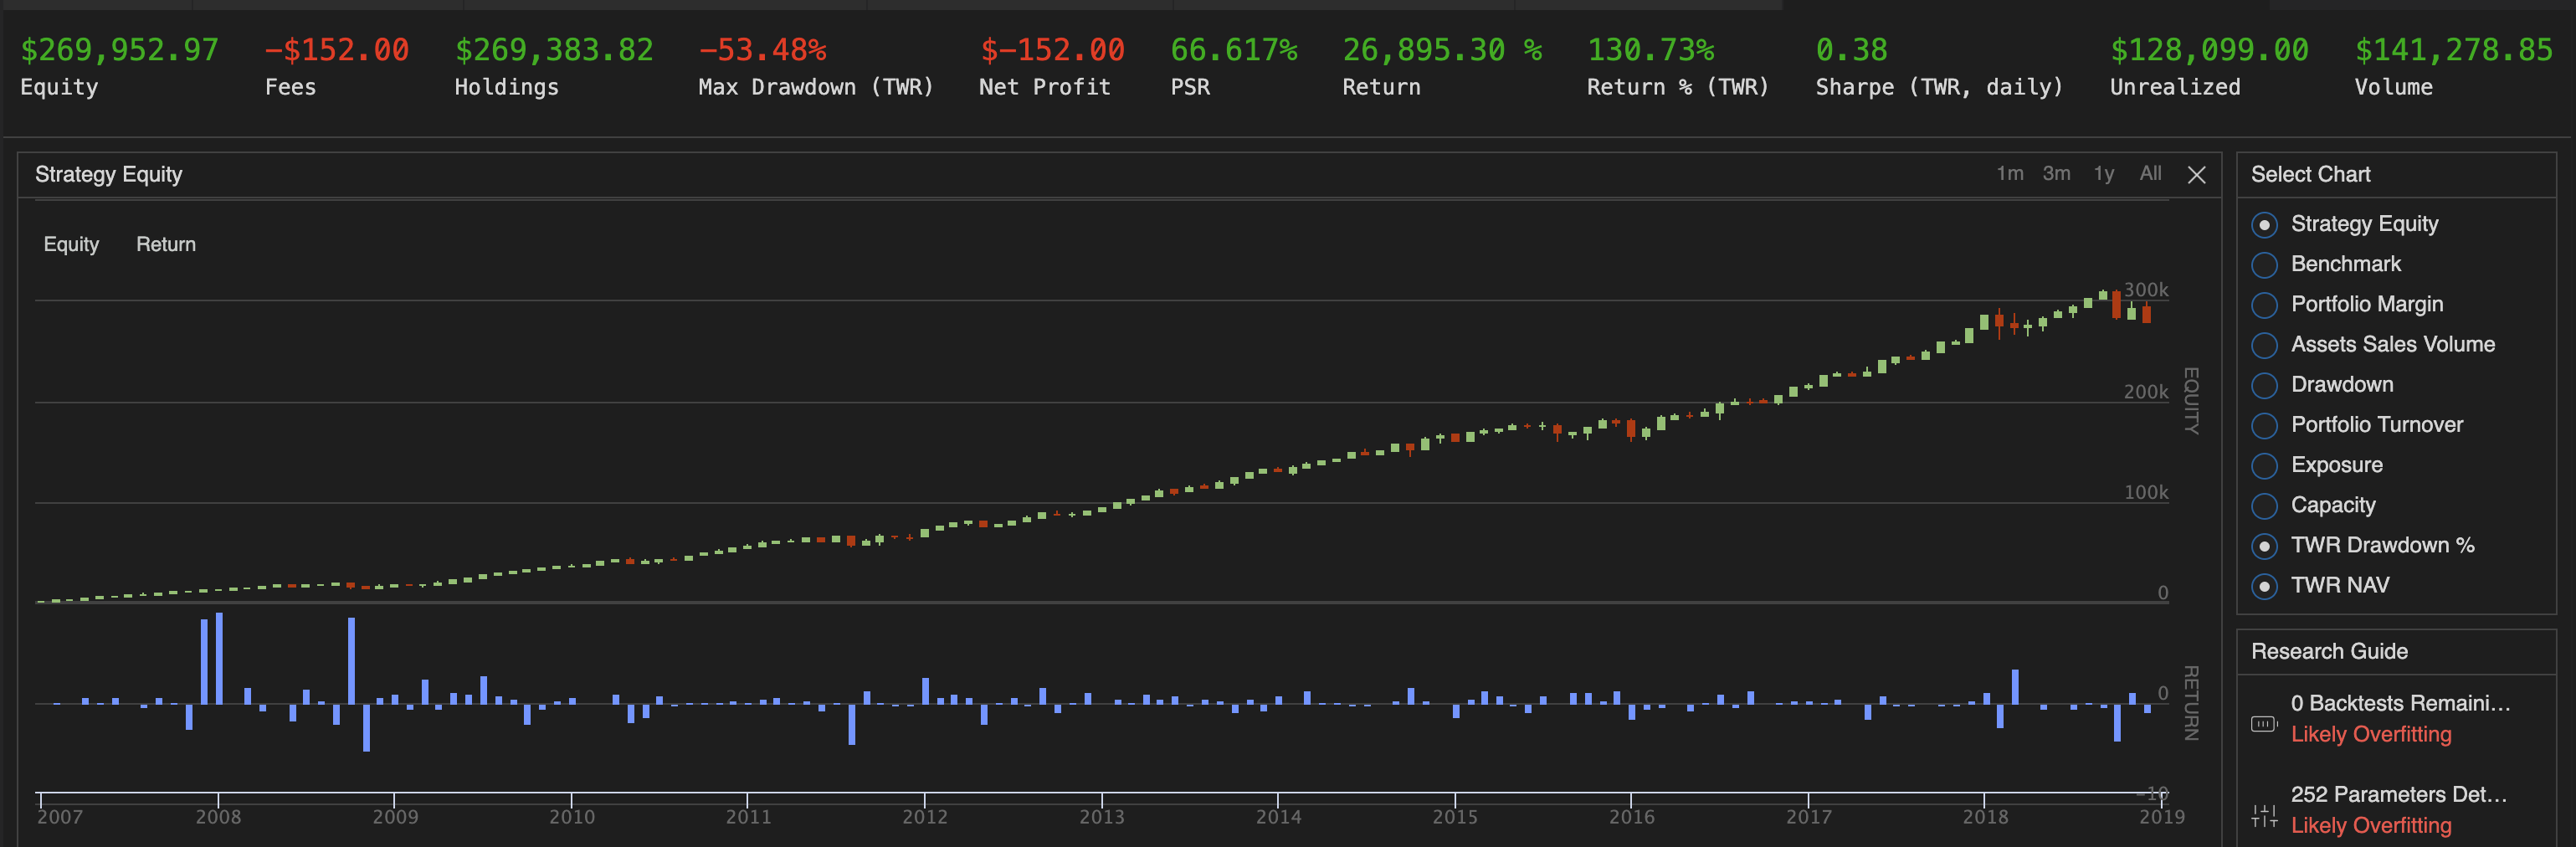 $269,952.97 -$152.00 $269,383.82 -53.48% $-152.00 66.617% 26,895.30 % 130.73% 0.38 $128,099.00 $141,278.85
Equity Fees Holdings Max Drawdown (TWR) Net Profit PSR Return Return % (TWR) Sharpe (TWR, daily) Unrealized Volume
Strategy Equity 1m 3m 1y All
Equity Return
300k
200k
100k
0
EQUITY
0
RETURN
-10
2007 2008 2009 2010 2011 2012 2013 2014 2015 2016 2017 2018 2019
Select Chart
Strategy Equity
Benchmark
Portfolio Margin
Assets Sales Volume
Drawdown
Portfolio Turnover
Exposure
Capacity
TWR Drawdown %
TWR NAV
Research Guide
0 Backtests Remaini...
Likely Overfitting
252 Parameters Det...
Likely Overfitting